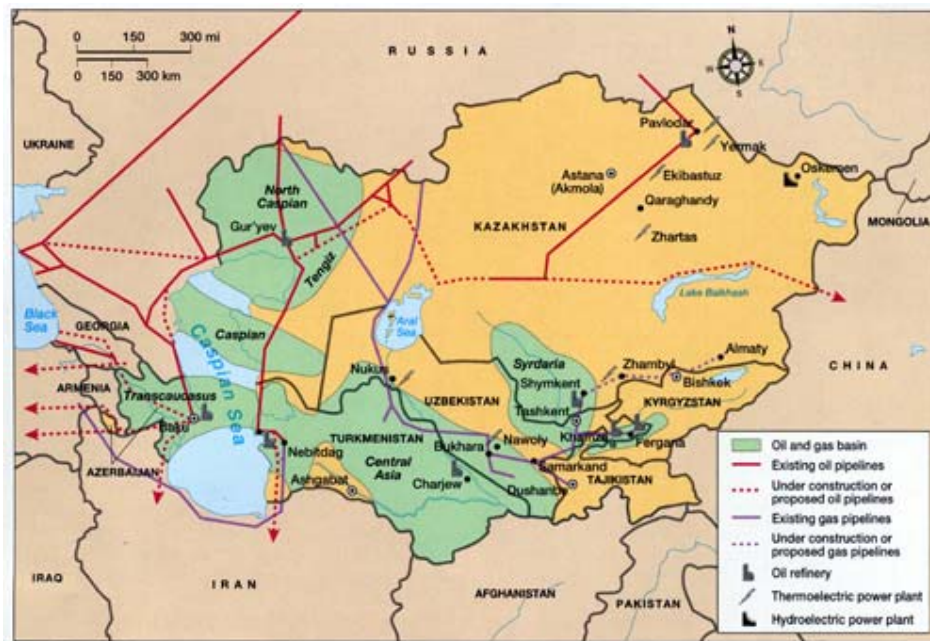 0 150 300 mi
0 150 300 km
RUSSIA
N
W E
S
UKRAINE
Pavlodar
Yermak
Astana
(Akmola)
Ekibastuz
Oskemen
North
Caspian
Gur'yev
Qaraghandy
KAZAKHSTAN
MONGOLIA
Tengiz
Zhartas
Black
Sea
GEORGIA
Caspian
Caspian Sea
Aral
Sea
Lake Balkhash
Syrdaria
Zhambyl
Almaty
CHINA
ARMENIA
Transcaucasus
Nukus
Shymkent
Bishkek
UZBEKISTAN
Tashkent
KYRGYZSTAN
Baku
TURKMENISTAN
Bukhara
Nawoly
Khamza
Fergana
AZERBAIJAN
Nebitdag
Central
Asia
Samarkand
Ashgabat
Charjew
Dushanbe
TAJIKISTAN
IRAQ
IRAN
AFGHANISTAN
PAKISTAN
Oil and gas basin
Existing oil pipelines
Under construction or
proposed oil pipelines
Existing gas pipelines
Under construction or
proposed gas pipelines
Oil refinery
Thermoelectric power plant
Hydroelectric power plant